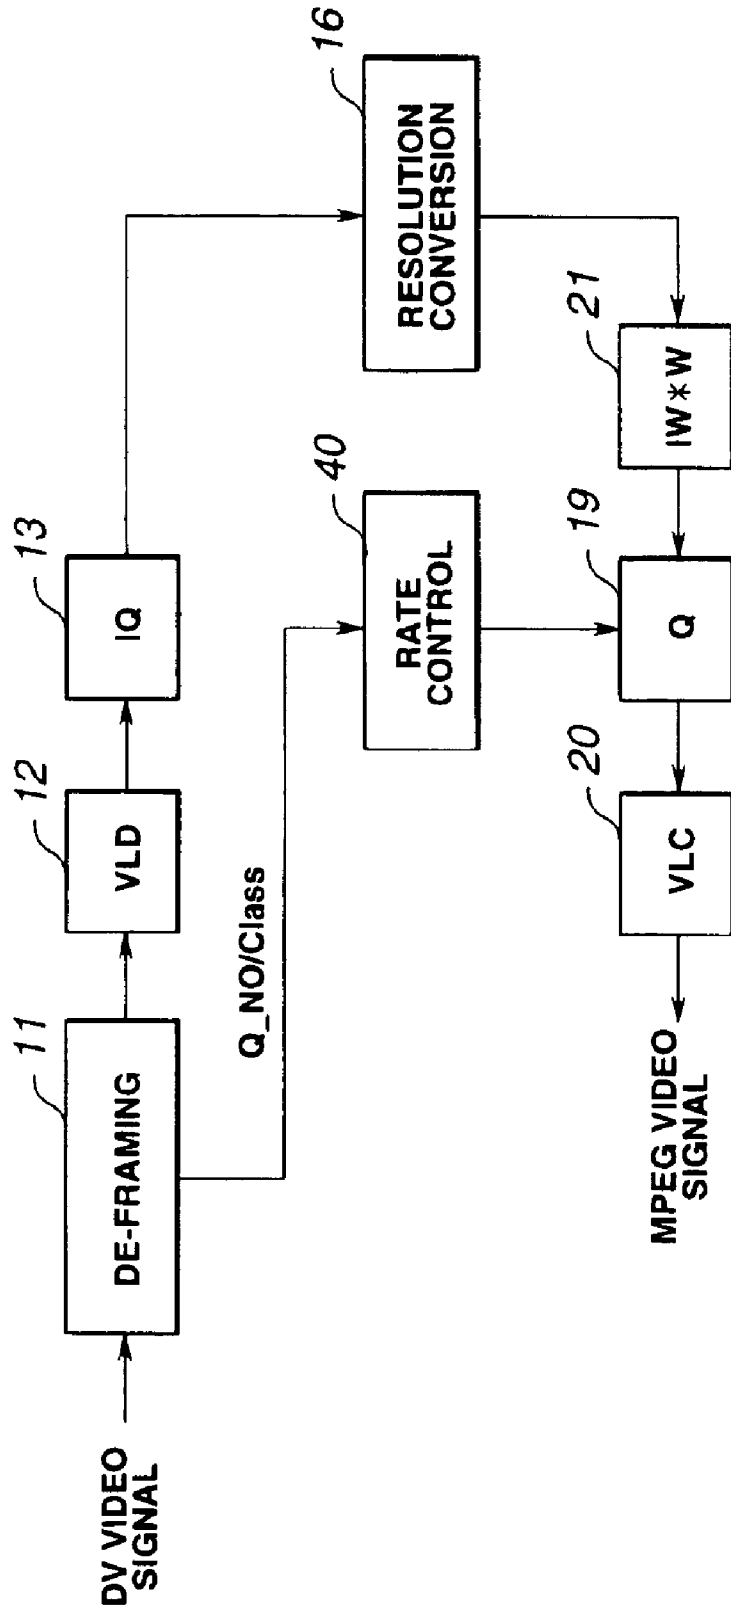 DV VIDEO
SIGNAL
11
DE-FRAMING
12
VLD
13
IQ
Q_NO/Class
16
RESOLUTION
CONVERSION
40
RATE
CONTROL
21
IW*W
19
Q
20
VLC
MPEG VIDEO
SIGNAL